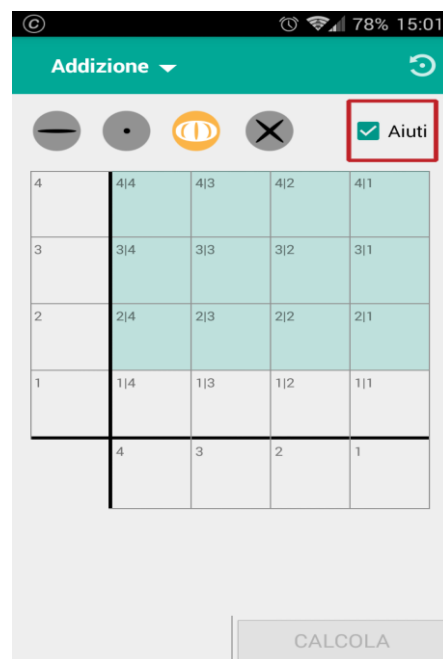 © 78% 15:01
Addizione
Aiuti
4 4|4 4|3 4|2 4|1
3 3|4 3|3 3|2 3|1
2 2|4 2|3 2|2 2|1
1 1|4 1|3 1|2 1|1
4 3 2 1
CALCOLA